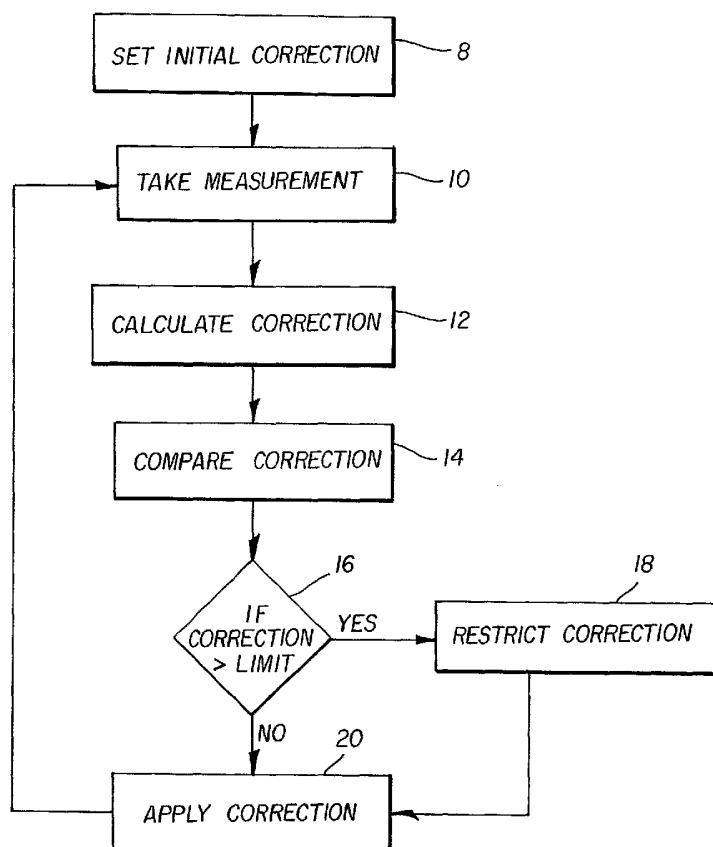 SET INITIAL CORRECTION
8
TAKE MEASUREMENT
10
CALCULATE CORRECTION
12
COMPARE CORRECTION
14
16
IF
CORRECTION
> LIMIT
YES
18
RESTRICT CORRECTION
NO
20
APPLY CORRECTION